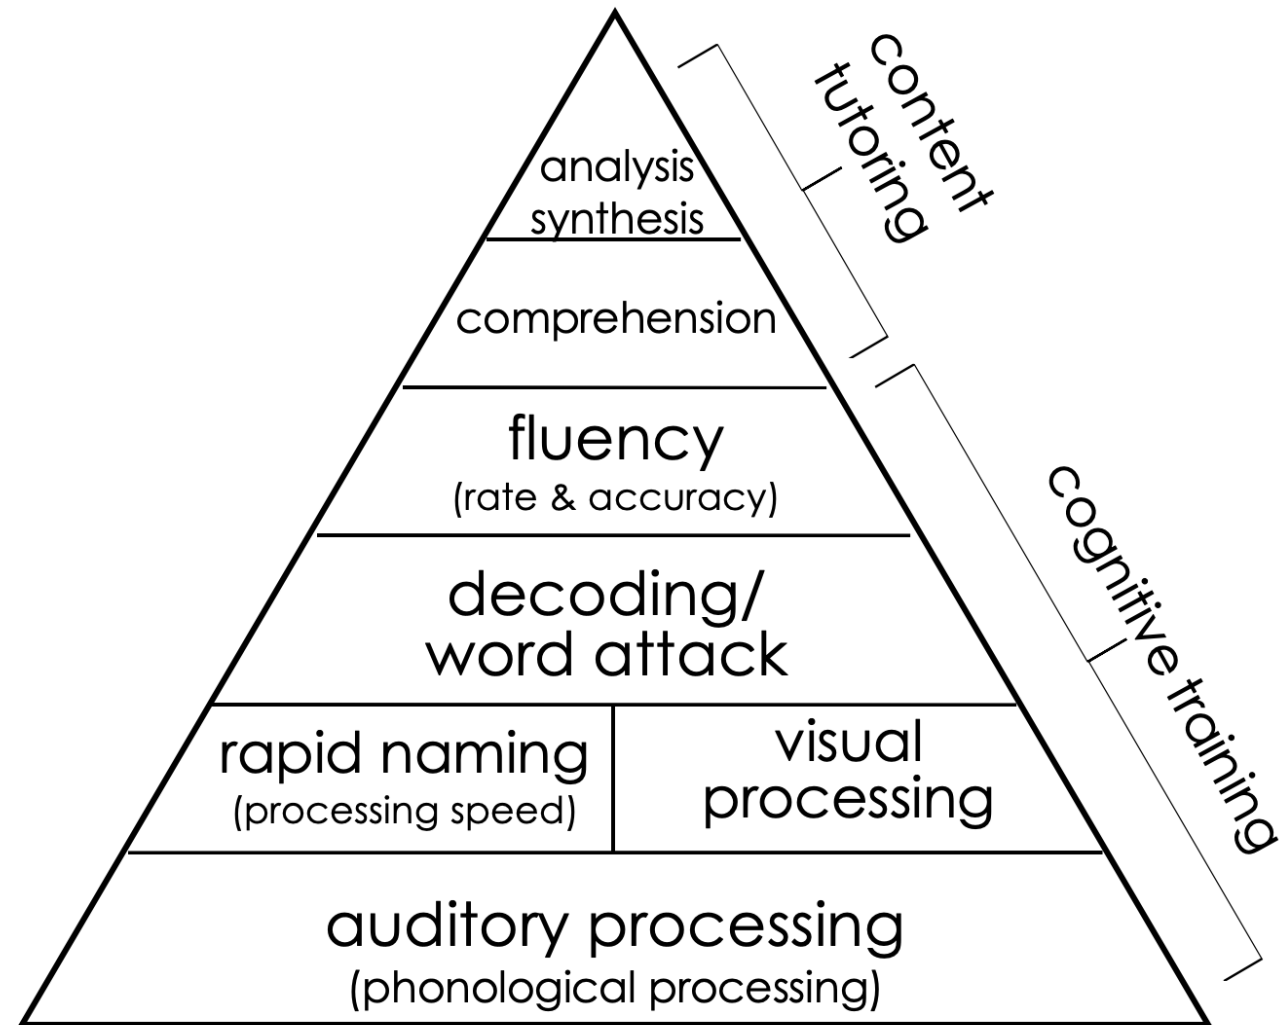 content
tutoring
analysis
synthesis
comprehension
fluency
(rate & accuracy)
cognitive training
decoding/
word attack
rapid naming
(processing speed)
visual
processing
auditory processing
(phonological processing)